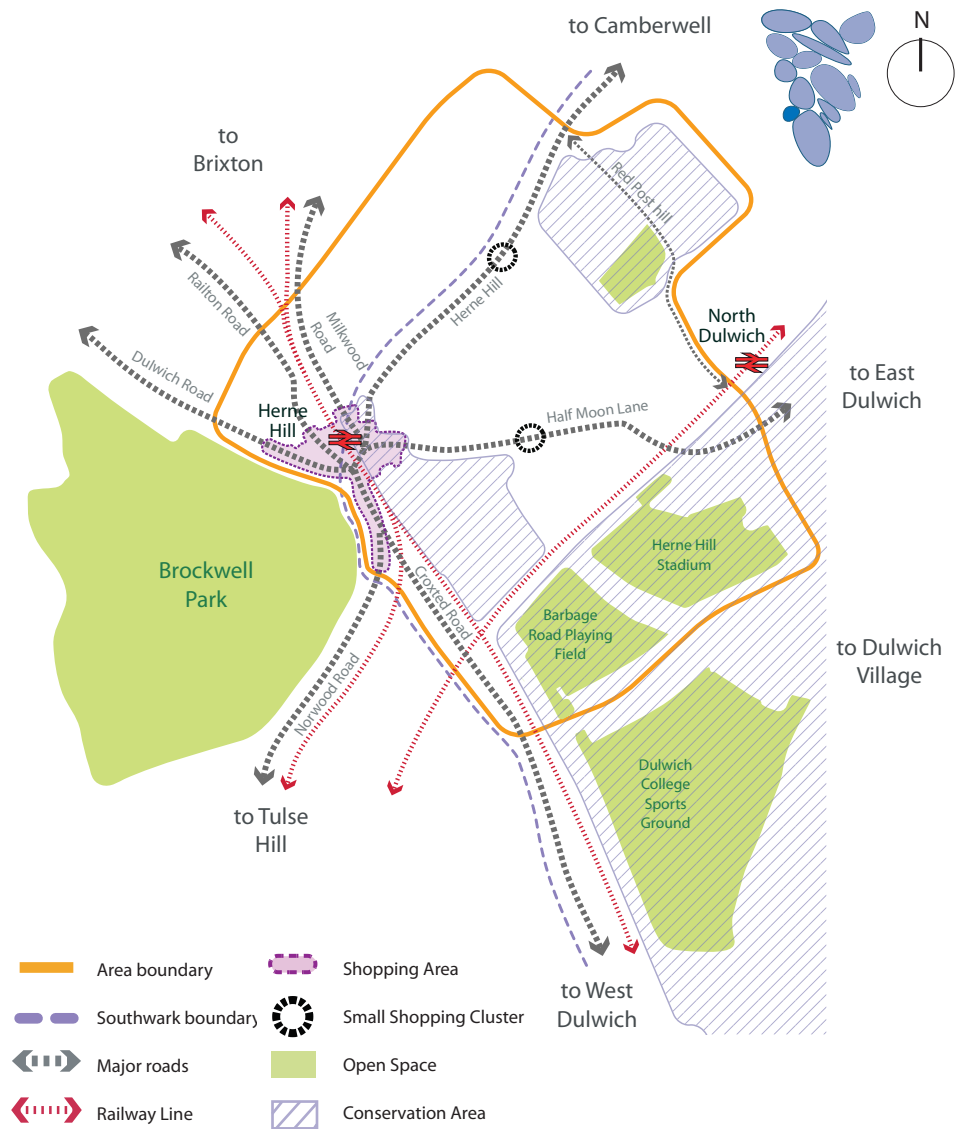 to Camberwell
N
to
Brixton
Red Post hill
Railton Road
Milkwood
Road
Herne Hill
North
Dulwich
Dulwich Road
to East
Dulwich
Herne
Hill
Half Moon Lane
Herne Hill
Stadium
Brockwell
Park
Croxted Road
Barbage
Road Playing
Field
to Dulwich
Village
Norwood Road
Dulwich
College
Sports
Ground
to Tulse
Hill
to West
Dulwich
Area boundary
Shopping Area
Southwark boundary
Small Shopping Cluster
Major roads
Open Space
Railway Line
Conservation Area